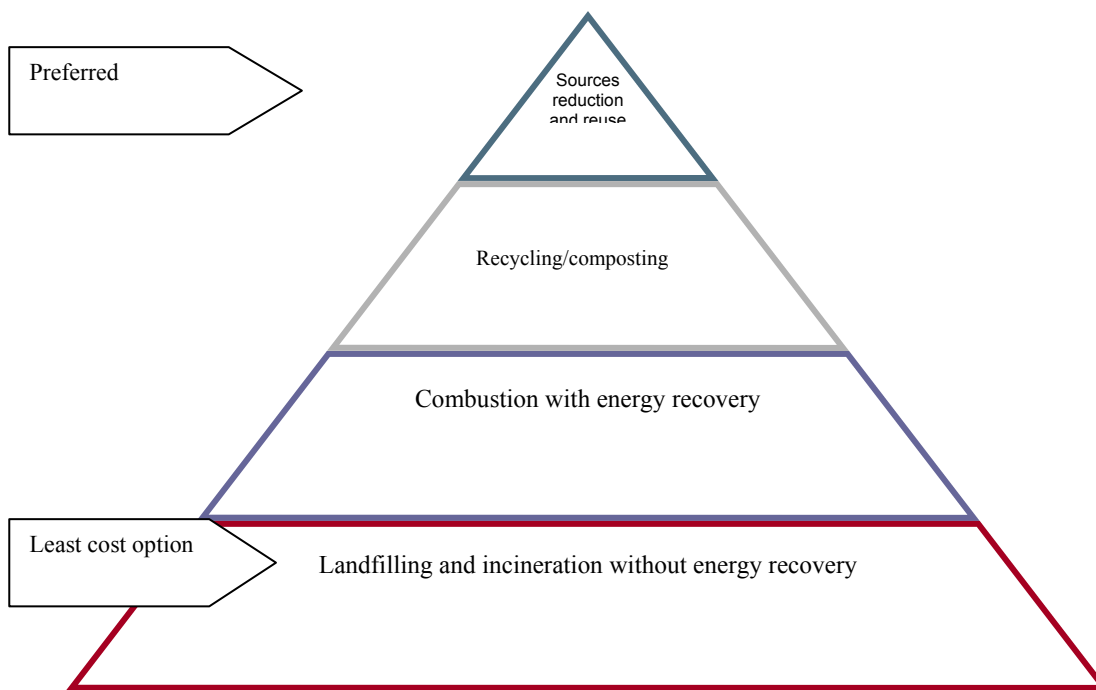 Preferred
Sources
reduction
and reuse
Recycling/composting
Combustion with energy recovery
Least cost option
Landfilling and incineration without energy recovery